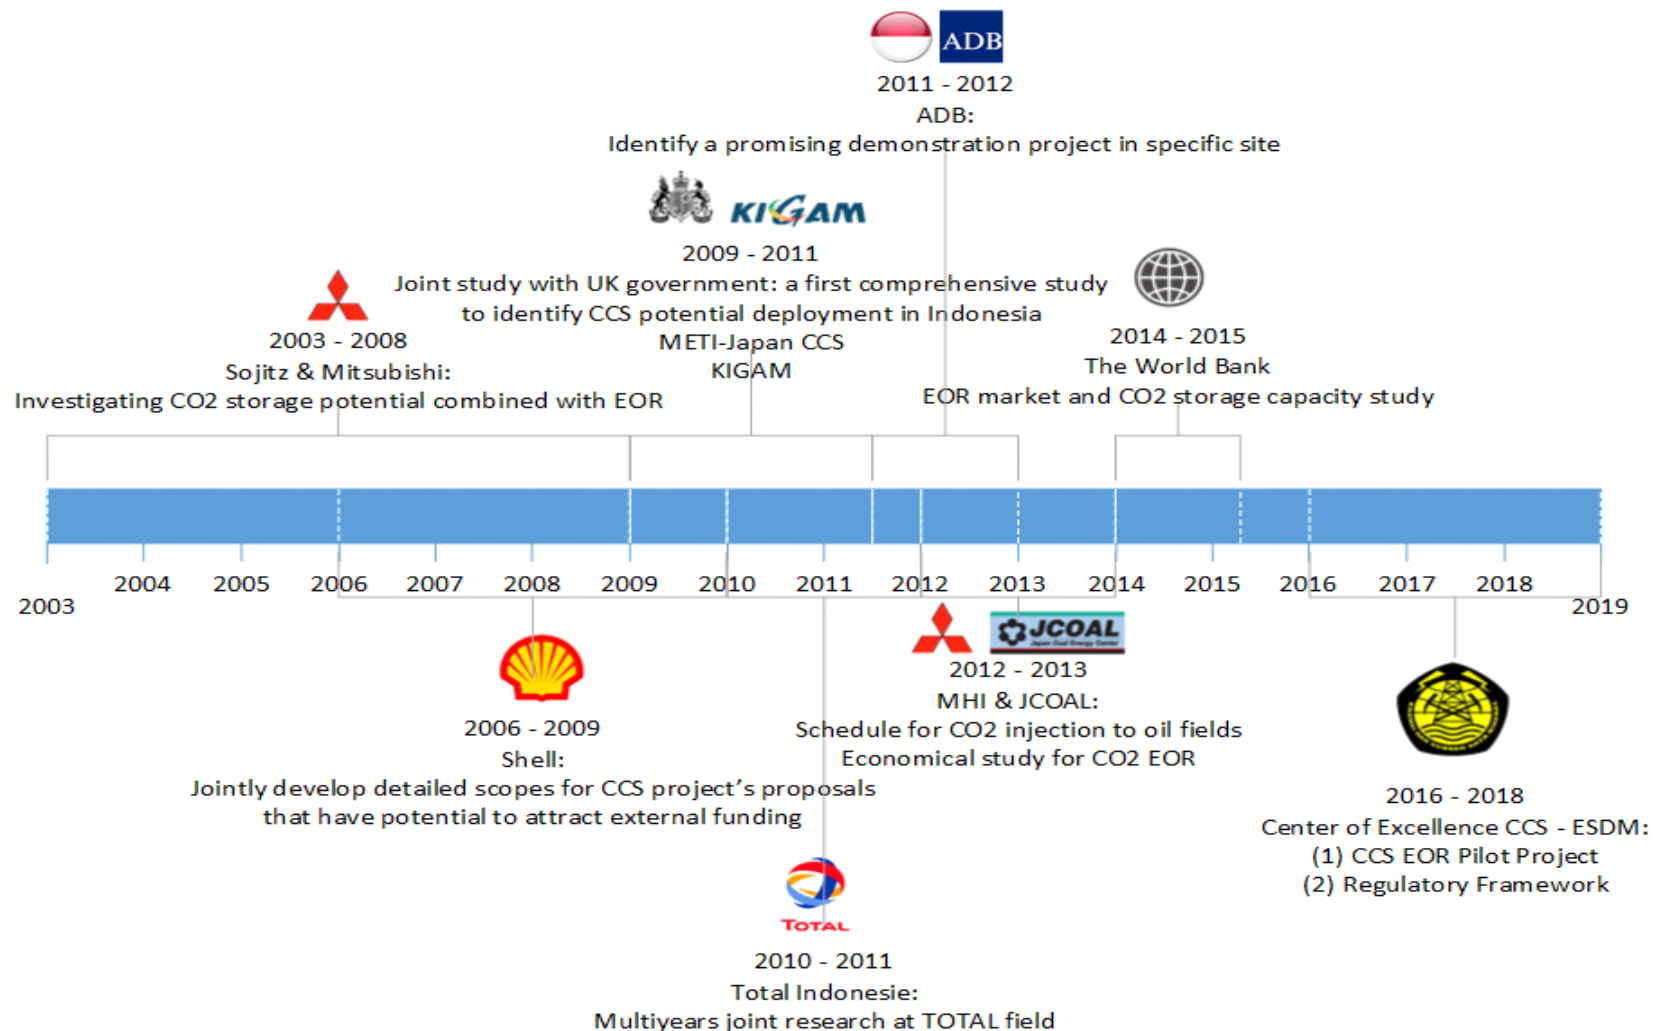 ADB
2011 - 2012
ADB:
Identify a promising demonstration project in specific site
KIGAM
2009 - 2011
Joint study with UK government: a first comprehensive study
to identify CCS potential deployment in Indonesia
METI-Japan CCS
KIGAM
2003 - 2008
Sojitz & Mitsubishi:
Investigating CO2 storage potential combined with EOR
2014 - 2015
The World Bank
EOR market and CO2 storage capacity study
2003
2004
2005
2006
2007
2008
2009
2010
2011
2012
2013
2014
2015
2016
2017
2018
2019
2006 - 2009
Shell:
Jointly develop detailed scopes for CCS project’s proposals
that have potential to attract external funding
JCOAL
Japan Coal Energy Center
2012 - 2013
MHI & JCOAL:
Schedule for CO2 injection to oil fields
Economical study for CO2 EOR
TOTAL
2010 - 2011
Total Indonesie:
Multiyears joint research at TOTAL field
2016 - 2018
Center of Excellence CCS - ESDM:
(1) CCS EOR Pilot Project
(2) Regulatory Framework